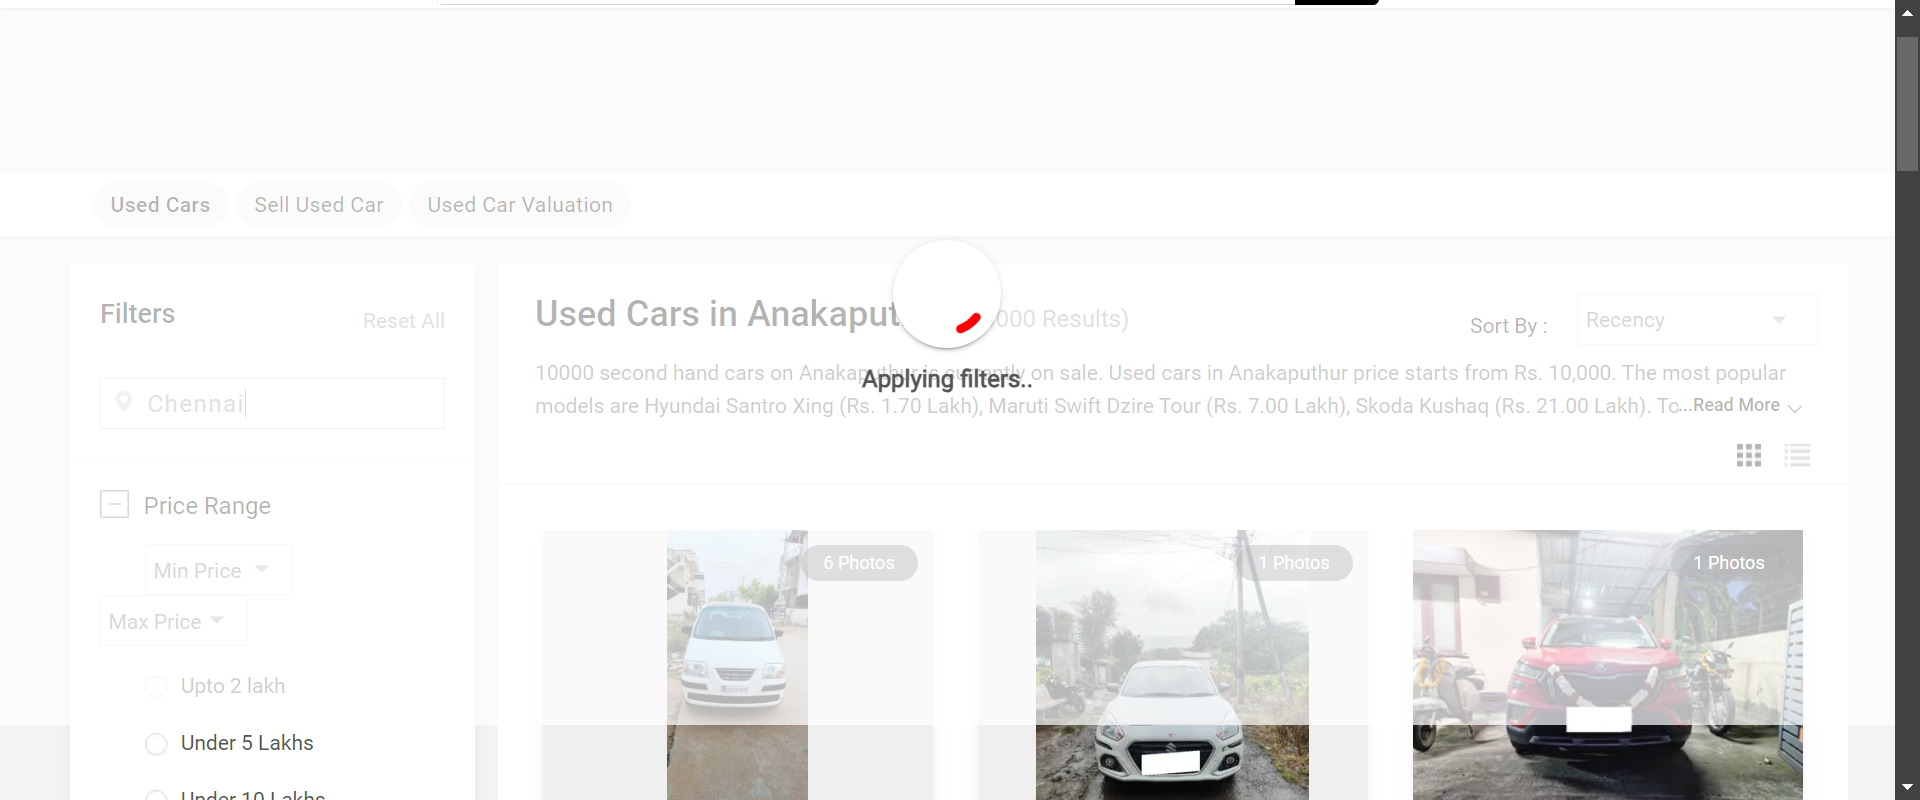 Used Cars
Sell Used Car
Used Car Valuation
Filters
Reset All
Chennai
Price Range
Min Price
Max Price
Upto 2 lakh
Under 5 Lakhs
Under 10 Lakhs
Used Cars in Anakaput 000 Results)
Sort By :
Recency
Applying filters..
10000 second hand cars on Anakaputhur is currently on sale. Used cars in Anakaputhur price starts from Rs. 10,000. The most popular
models are Hyundai Santro Xing (Rs. 1.70 Lakh), Maruti Swift Dzire Tour (Rs. 7.00 Lakh), Skoda Kushaq (Rs. 21.00 Lakh). To...Read More
6 Photos
1 Photos
1 Photos